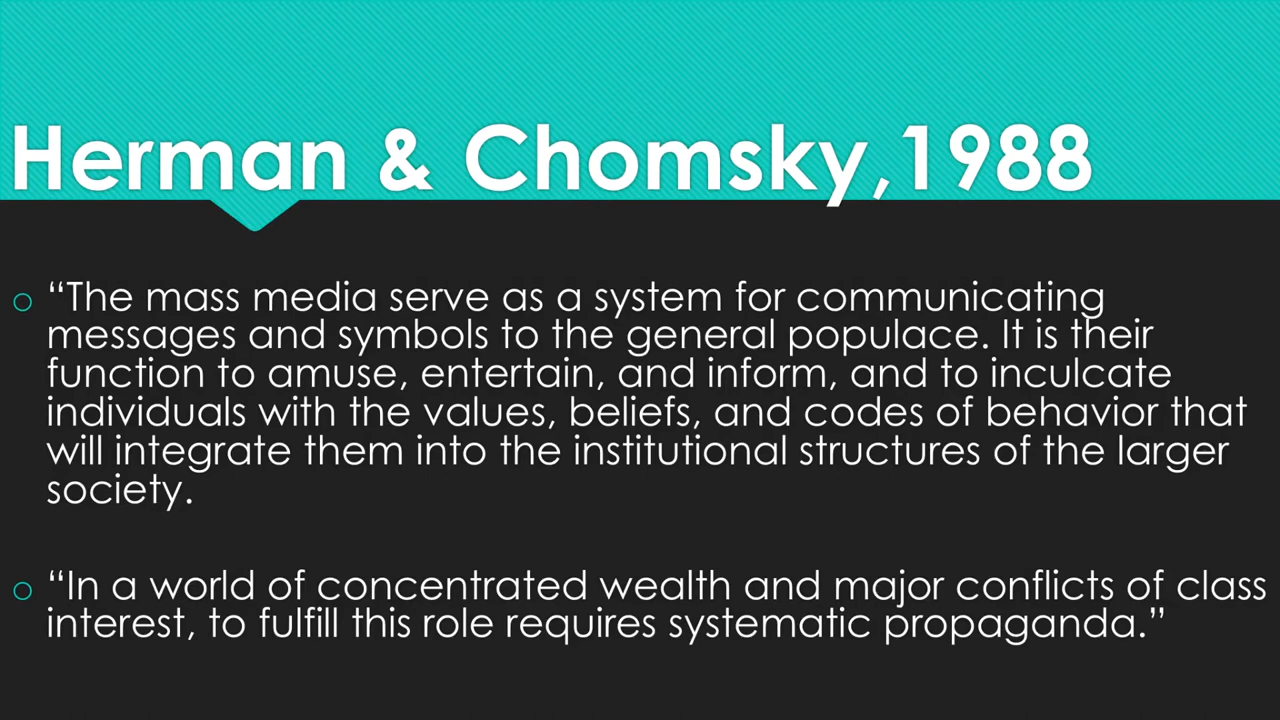 Herman & Chomsky,1988
“The mass media serve as a system for communicating
messages and symbols to the general populace. It is their
function to amuse, entertain, and inform, and to inculcate
individuals with the values, beliefs, and codes of behavior that
will integrate them into the institutional structures of the larger
society.
“In a world of concentrated wealth and major conflicts of class
interest, to fulfill this role requires systematic propaganda.”